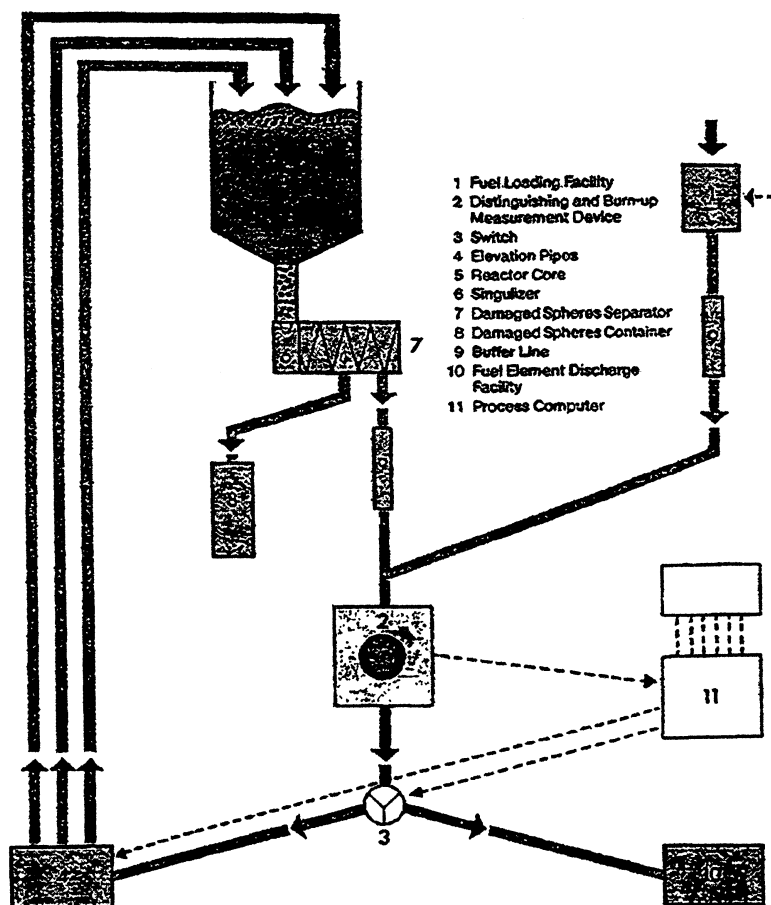 1 Fuel Loading Facility
2 Distinguishing and Burn-up
Measurement Device
3 Switch
4 Elevation Pipes
5 Reactor Core
6 Singulizer
7 Damaged Spheres Separator
8 Damaged Spheres Container
9 Buffer Line
10 Fuel Element Discharge
Facility
11 Process Computer
7
2
11
3
10